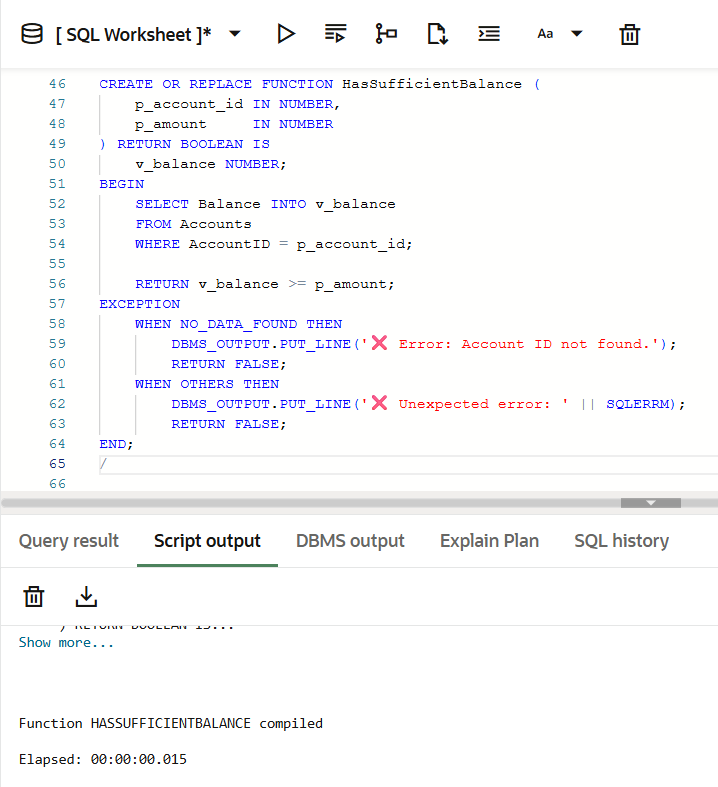 [ SQL Worksheet ]* Aa
46 CREATE OR REPLACE FUNCTION HasSufficientBalance (
47     p_account_id IN NUMBER,
48     p_amount     IN NUMBER
49 ) RETURN BOOLEAN IS
50     v_balance NUMBER;
51 BEGIN
52     SELECT Balance INTO v_balance
53     FROM Accounts
54     WHERE AccountID = p_account_id;
55
56     RETURN v_balance >= p_amount;
57 EXCEPTION
58     WHEN NO_DATA_FOUND THEN
59         DBMS_OUTPUT.PUT_LINE('❌ Error: Account ID not found.');
60         RETURN FALSE;
61     WHEN OTHERS THEN
62         DBMS_OUTPUT.PUT_LINE('❌ Unexpected error: ' || SQLERRM);
63         RETURN FALSE;
64 END;
65 /
66
Query result Script output DBMS output Explain Plan SQL history
) RETURN BOOLEAN IS...
Show more...
Function HASSUFFICIENTBALANCE compiled
Elapsed: 00:00:00.015